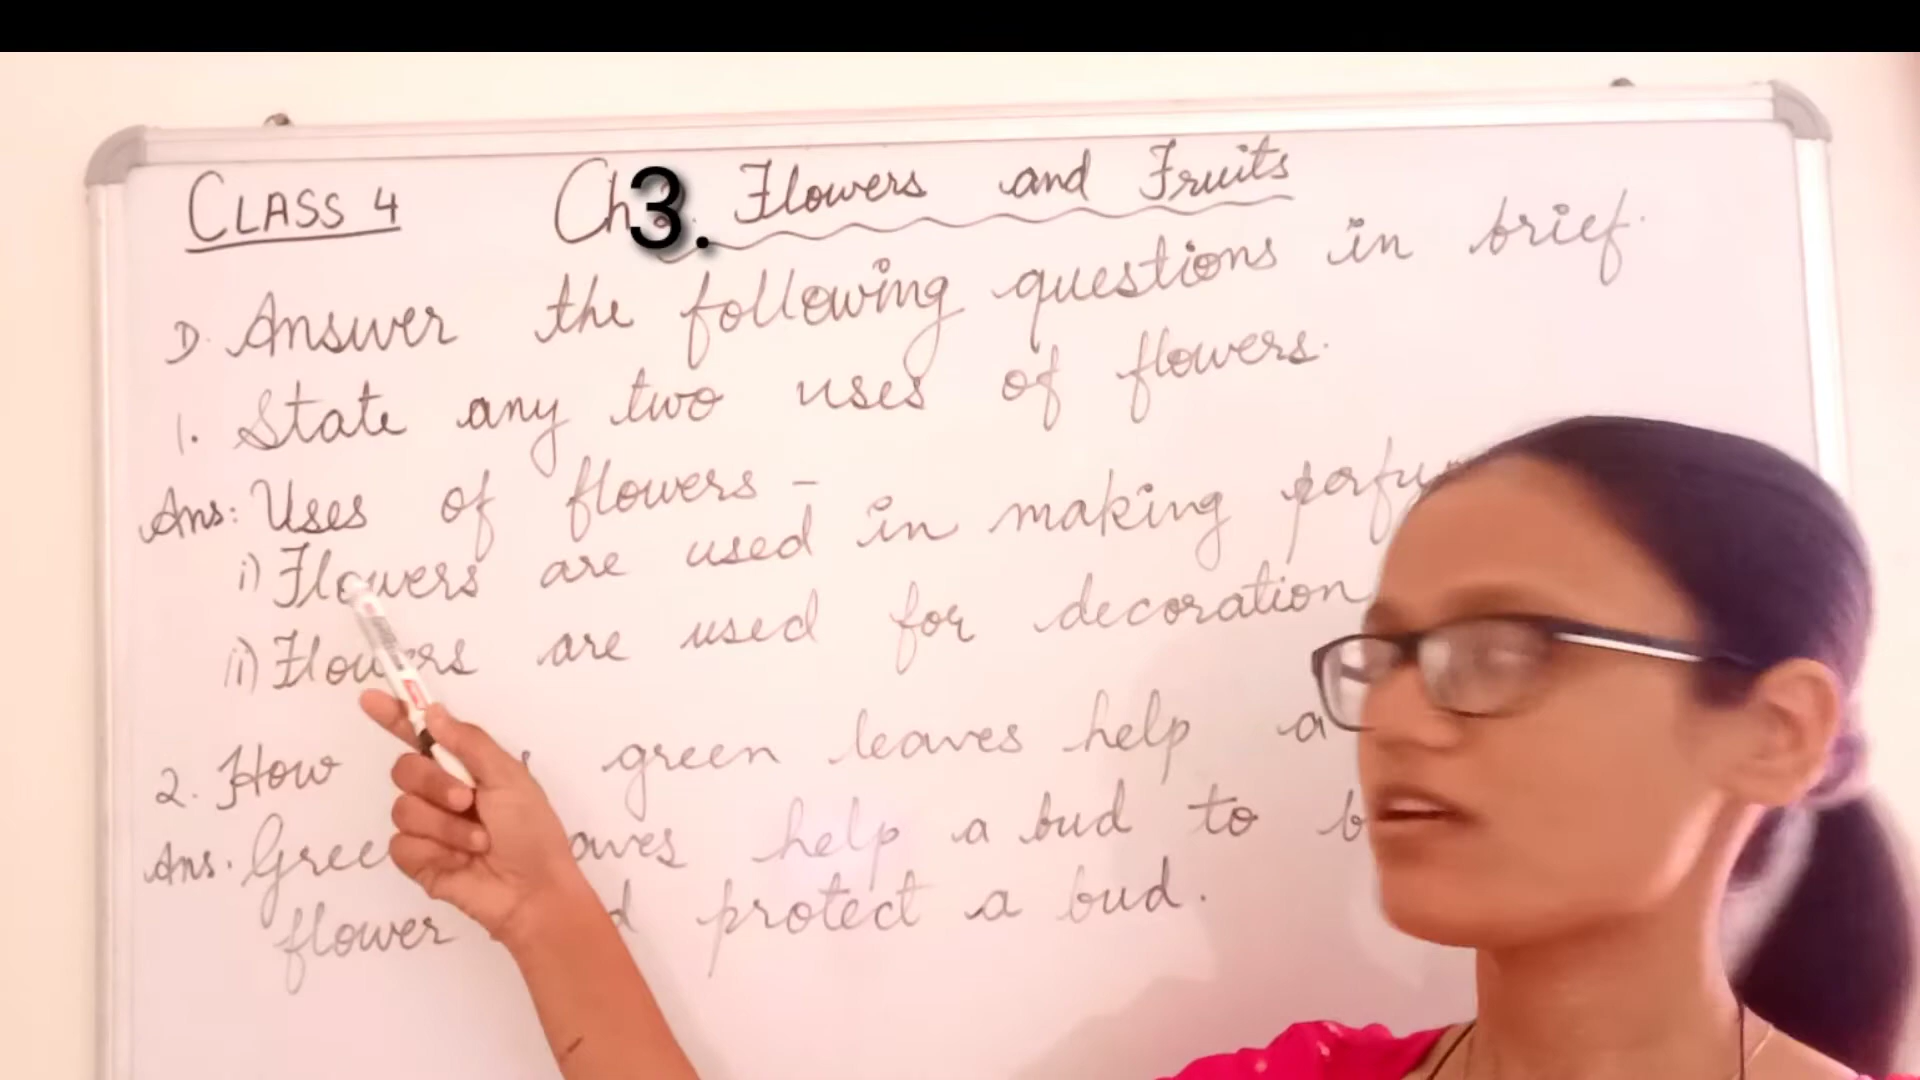 CLASS 4 Ch 3. Flowers and Fruits
D. Answer the following questions in brief.
1. State any two uses of flowers.
Ans: Uses of flowers -
i) Flowers are used in making
ii) Flowers are used for decoration
2. How green leaves help a
Ans. help a bud to
flower protect a bud.